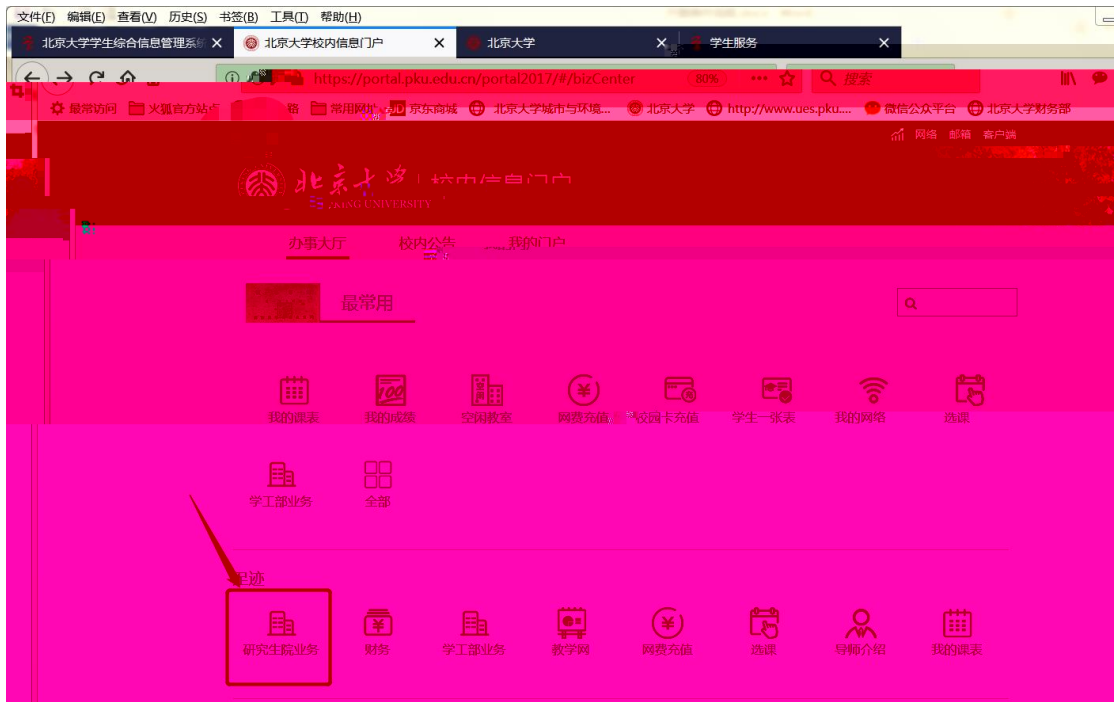 文件(F) 编辑(E) 查看(V) 历史(S) 书签(B) 工具(T) 帮助(H)
北京大学学生综合信息管理系统 北京大学校内信息门户 北京大学 学生服务
https://portal.pku.edu.cn/portal2017/#/bizCenter 80% 搜索
最常访问 火狐官方站点 常用网址 JD 京东商城 北京大学城市与环境... 北京大学 http://www.ues.pku.... 微信公众平台 北京大学财务部
网络 邮箱 客户端
北京大学 校内信息门户
PEKING UNIVERSITY
办事大厅 校内公告 我的门户
最常用
我的课表 我的成绩 空闲教室 网费充值 校园卡充值 学生一张表 我的网络 选课
学工部业务 全部
足迹
研究生院业务 财务 学工部业务 教学网 网费充值 选课 导师介绍 我的课表